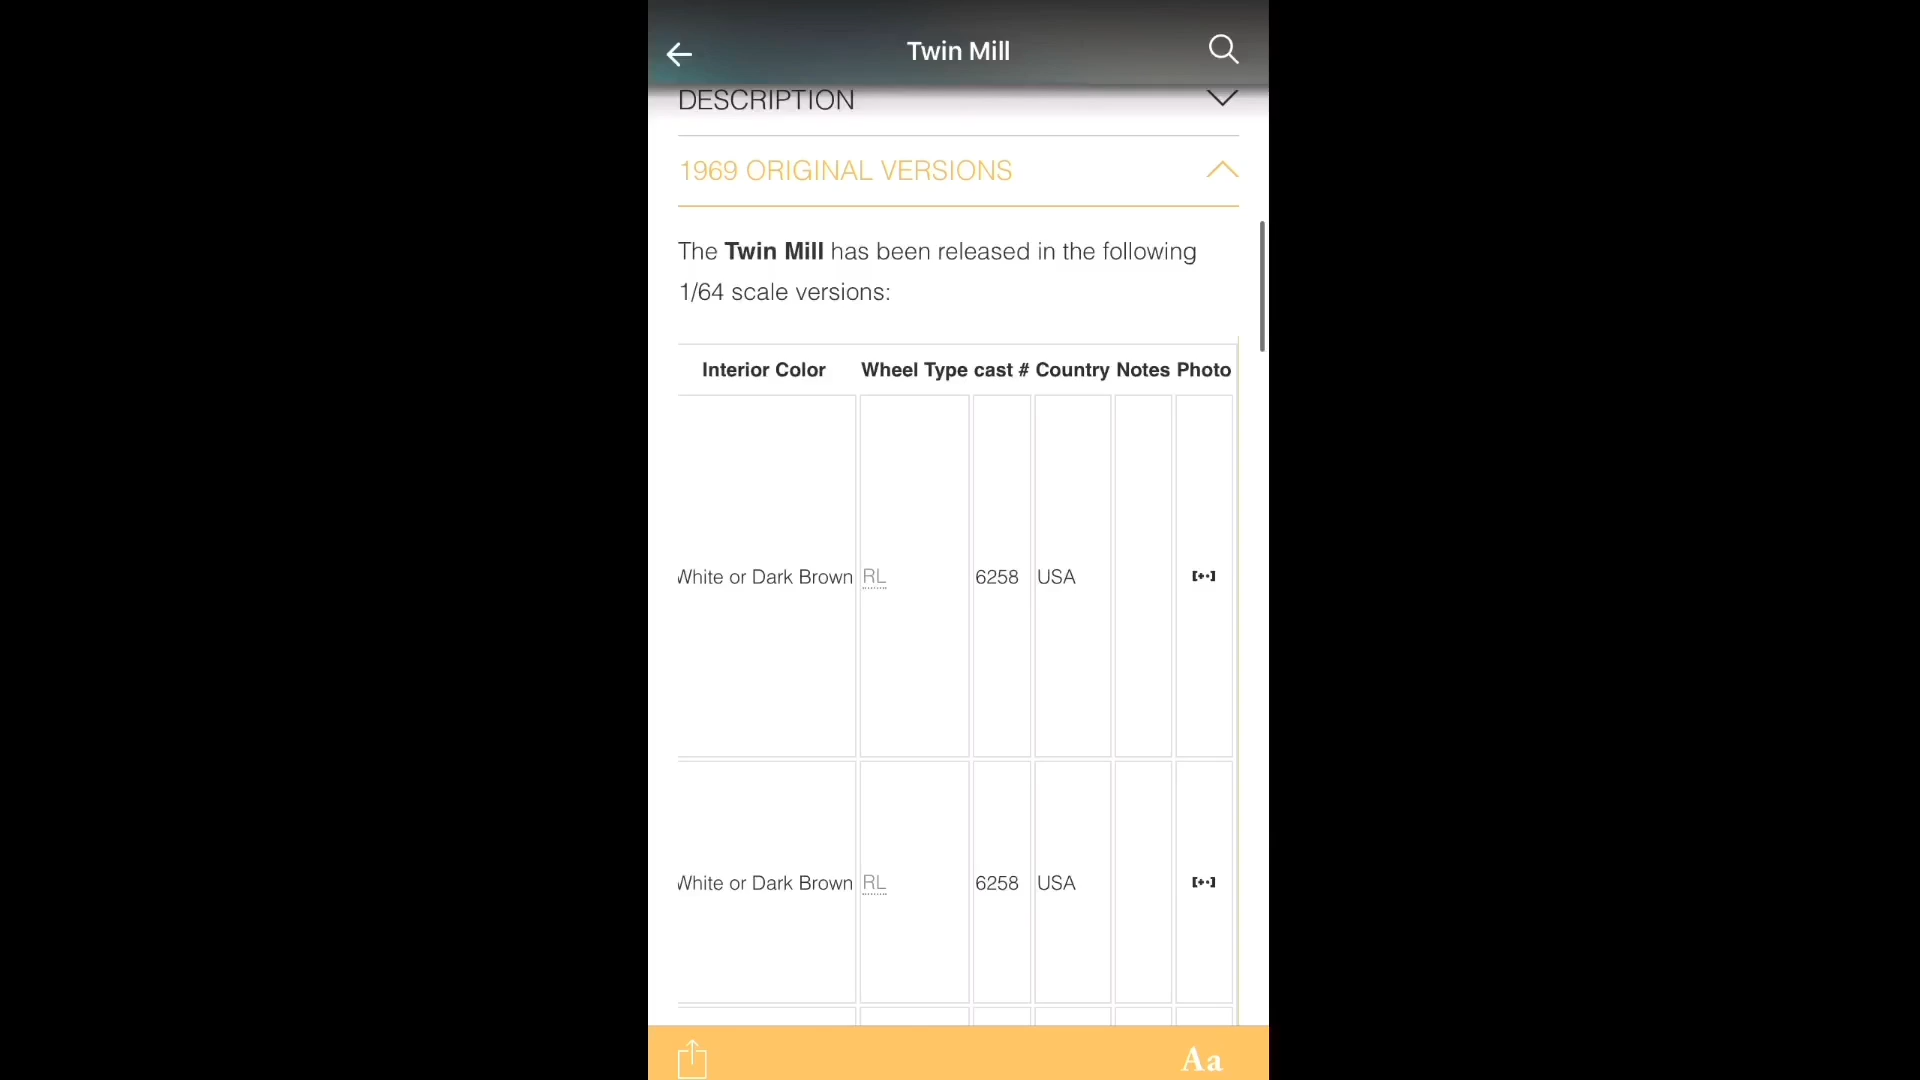 Twin Mill
DESCRIPTION
1969 ORIGINAL VERSIONS
The Twin Mill has been released in the following
1/64 scale versions:
Interior Color Wheel Type cast # Country Notes Photo
White or Dark Brown RL 6258 USA [+·]
White or Dark Brown RL 6258 USA [+·]
Aa